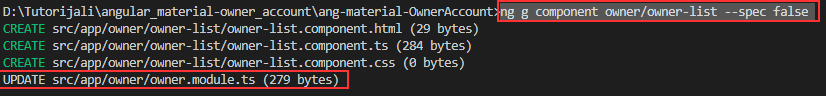 D:\Tutorijali\angular_material-owner_account\ang-material-OwnerAccount>ng g component owner/owner-list --spec false
CREATE src/app/owner/owner-list/owner-list.component.html (29 bytes)
CREATE src/app/owner/owner-list/owner-list.component.ts (284 bytes)
CREATE src/app/owner/owner-list/owner-list.component.css (0 bytes)
UPDATE src/app/owner/owner.module.ts (279 bytes)